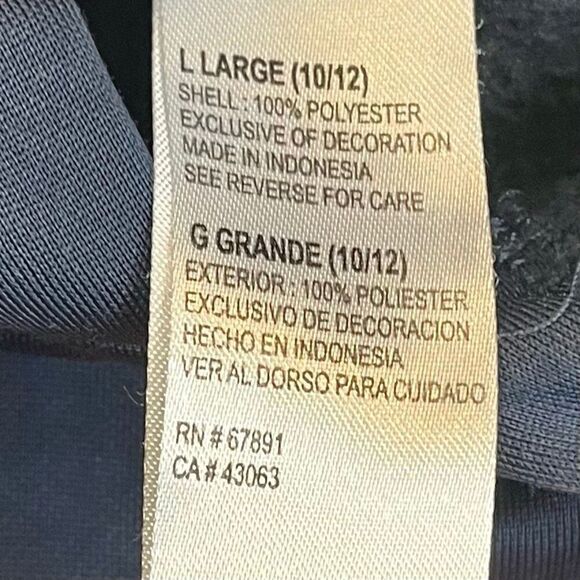 L LARGE (10/12)
SHELL : 100% POLYESTER
EXCLUSIVE OF DECORATION
MADE IN INDONESIA
SEE REVERSE FOR CARE
G GRANDE (10/12)
EXTERIOR : 100% POLIESTER
EXCLUSIVO DE DECORACION
HECHO EN INDONESIA
VER AL DORSO PARA CUIDADO
RN # 67891
CA # 43063